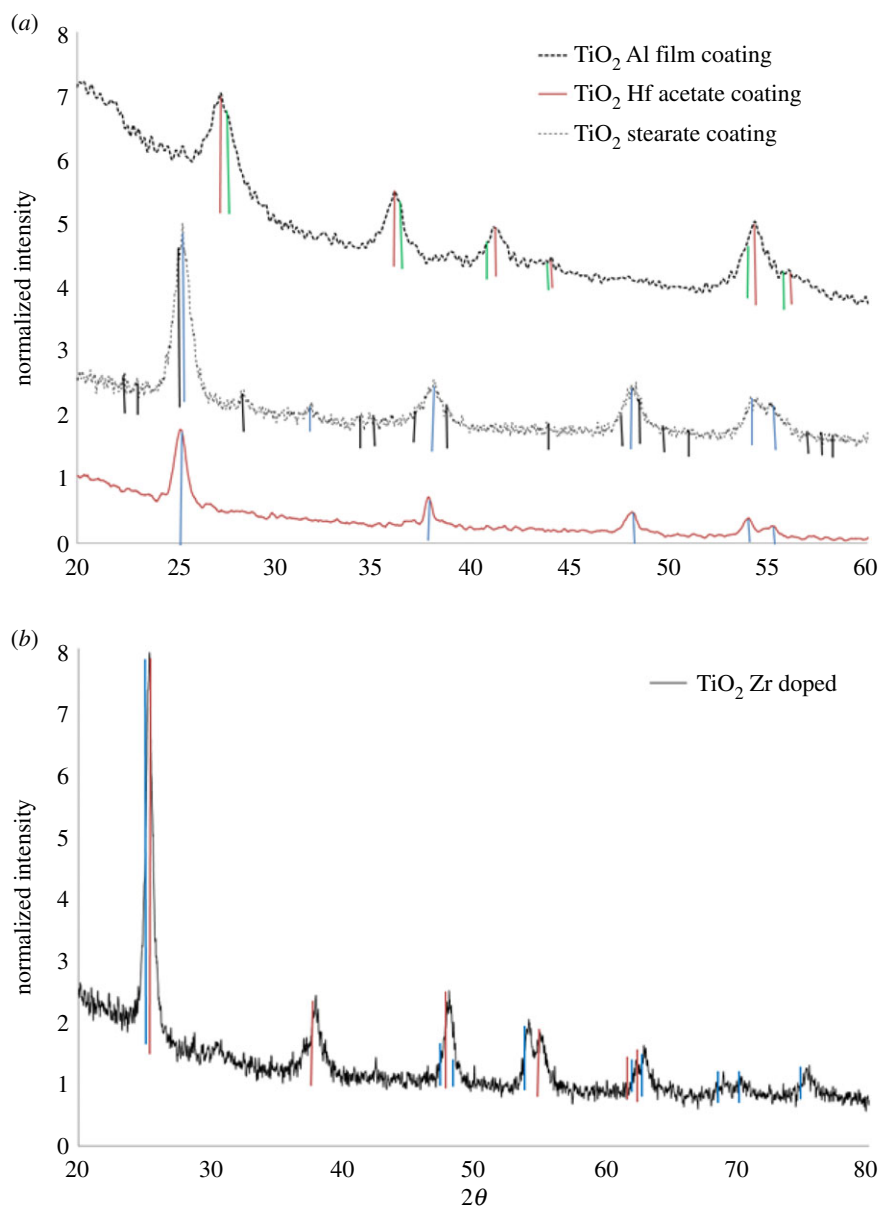 (a)
8
7
6
5
4
3
2
1
0
normalized intensity
TiO2 Al film coating
TiO2 Hf acetate coating
TiO2 stearate coating
20 25 30 35 40 45 50 55 60
(b)
8
7
6
5
4
3
2
1
0
normalized intensity
TiO2 Zr doped
20 30 40 50 60 70 80
2θ